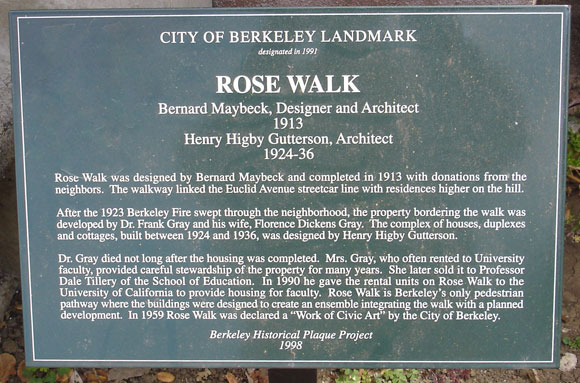 CITY OF BERKELEY LANDMARK
designated in 1991
ROSE WALK
Bernard Maybeck, Designer and Architect
1913
Henry Higby Gutterson, Architect
1924-36
Rose Walk was designed by Bernard Maybeck and completed in 1913 with donations from the
neighbors. The walkway linked the Euclid Avenue streetcar line with residences higher on the hill.
After the 1923 Berkeley Fire swept through the neighborhood, the property bordering the walk was
developed by Dr. Frank Gray and his wife, Florence Dickens Gray. The complex of houses, duplexes
and cottages, built between 1924 and 1936, was designed by Henry Higby Gutterson.
Dr. Gray died not long after the housing was completed. Mrs. Gray, who often rented to University
faculty, provided careful stewardship of the property for many years. She later sold it to Professor
Dale Tillery of the School of Education. In 1990 he gave the rental units on Rose Walk to the
University of California to provide housing for faculty. Rose Walk is Berkeley's only pedestrian
pathway where the buildings were designed to create an ensemble integrating the walk with a planned
development. In 1959 Rose Walk was declared a "Work of Civic Art" by the City of Berkeley.
Berkeley Historical Plaque Project
1998